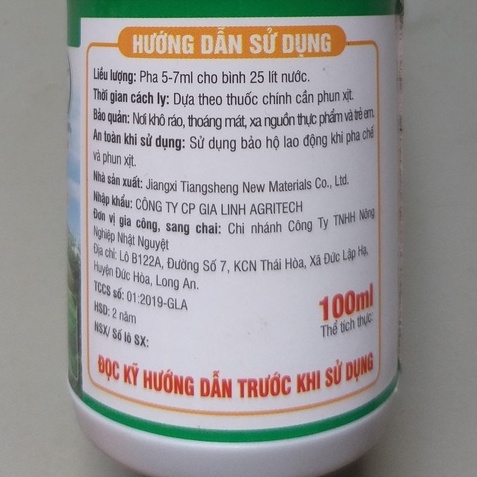 HƯỚNG DẪN SỬ DỤNG
Liều lượng: Pha 5-7ml cho bình 25 lít nước.
Thời gian cách ly: Dựa theo thuốc chính cần phun xịt.
Bảo quản: Nơi khô ráo, thoáng mát, xa nguồn thực phẩm và trẻ em.
An toàn khi sử dụng: Sử dụng bảo hộ lao động khi pha chế
và phun xịt.
Nhà sản xuất: Jiangxi Tiangsheng New Materials Co., Ltd.
Nhập khẩu: CÔNG TY CP GIA LINH AGRITECH
Đơn vị gia công, sang chai: Chi nhánh Công Ty TNHH Nông
Nghiệp Nhật Nguyệt
Địa chỉ: Lô B122A, Đường Số 7, KCN Thái Hòa, Xã Đức Lập Hạ,
Huyện Đức Hòa, Long An.
TCCS số: 01:2019-GLA
HSD: 2 năm
NSX/ Số lô SX:
100ml
Thể tích thực:
ĐỌC KỸ HƯỚNG DẪN TRƯỚC KHI SỬ DỤNG